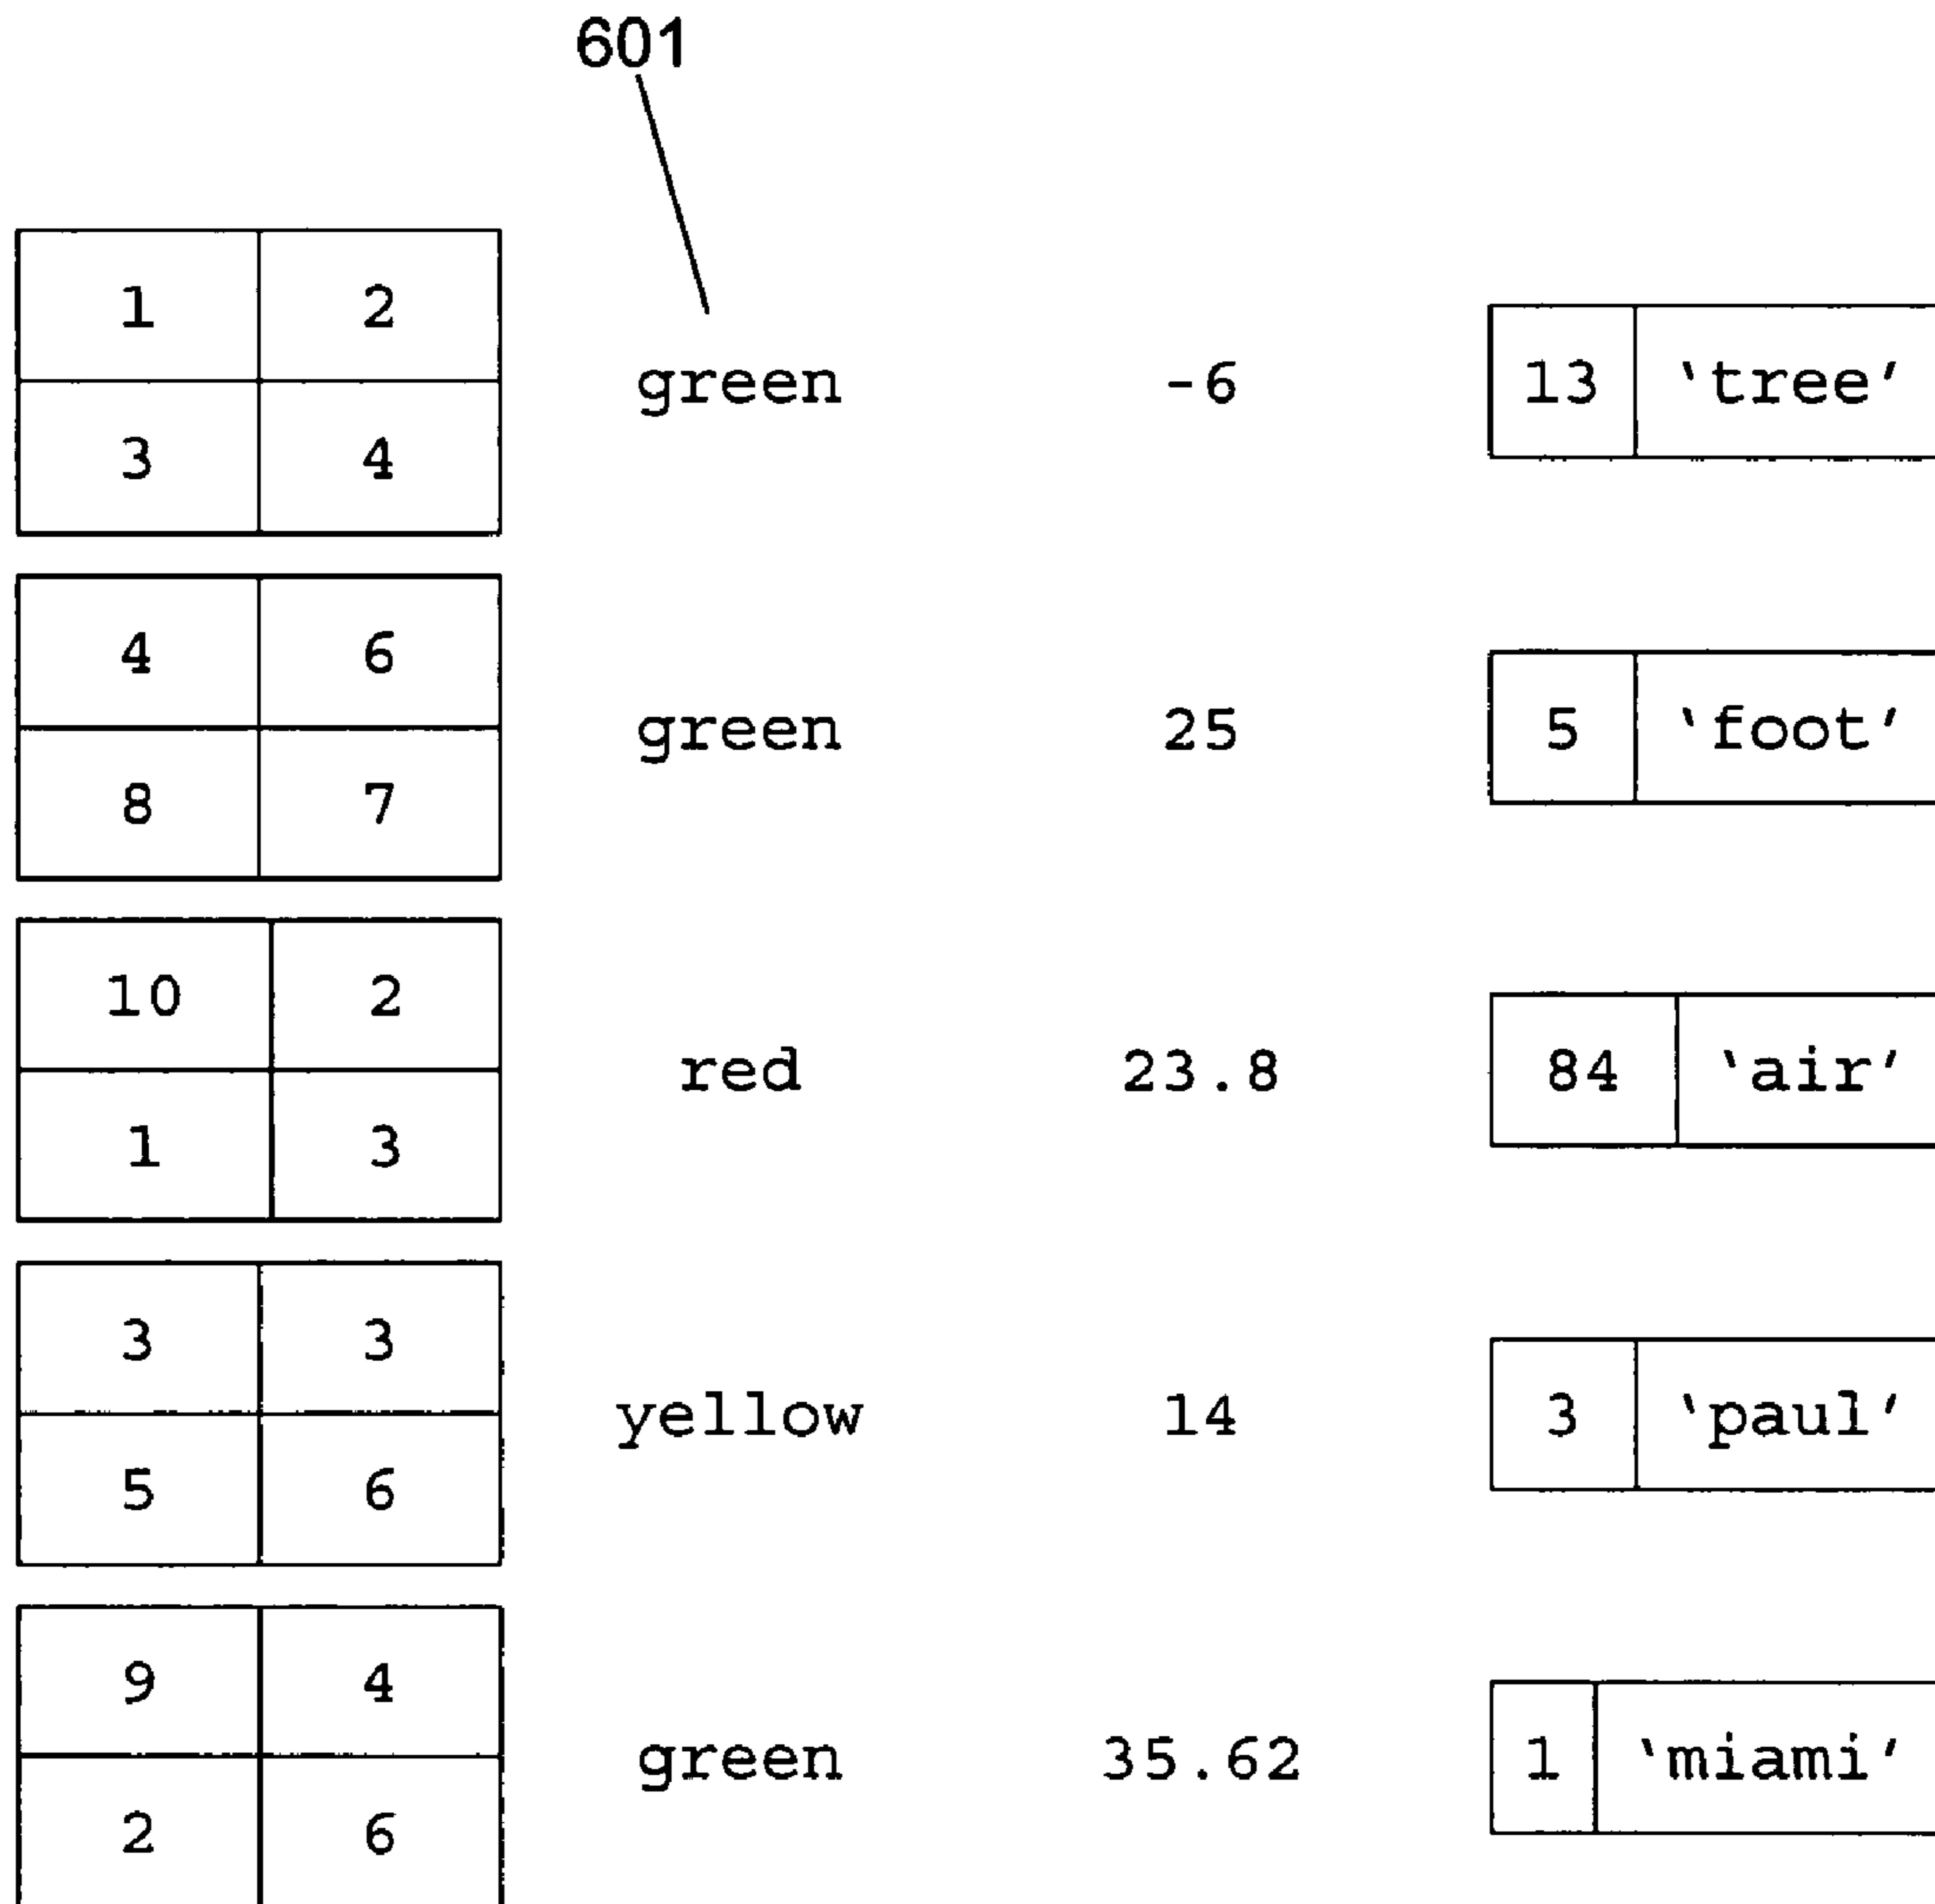 601
1 2
green -6 13 ‛tree’
3 4
4 6
green 25 5 ‛foot’
8 7
10 2
red 23.8 84 ‛air’
1 3
3 3
yellow 14 3 ‛paul’
5 6
9 4
green 35.62 1 ‛miami’
2 6